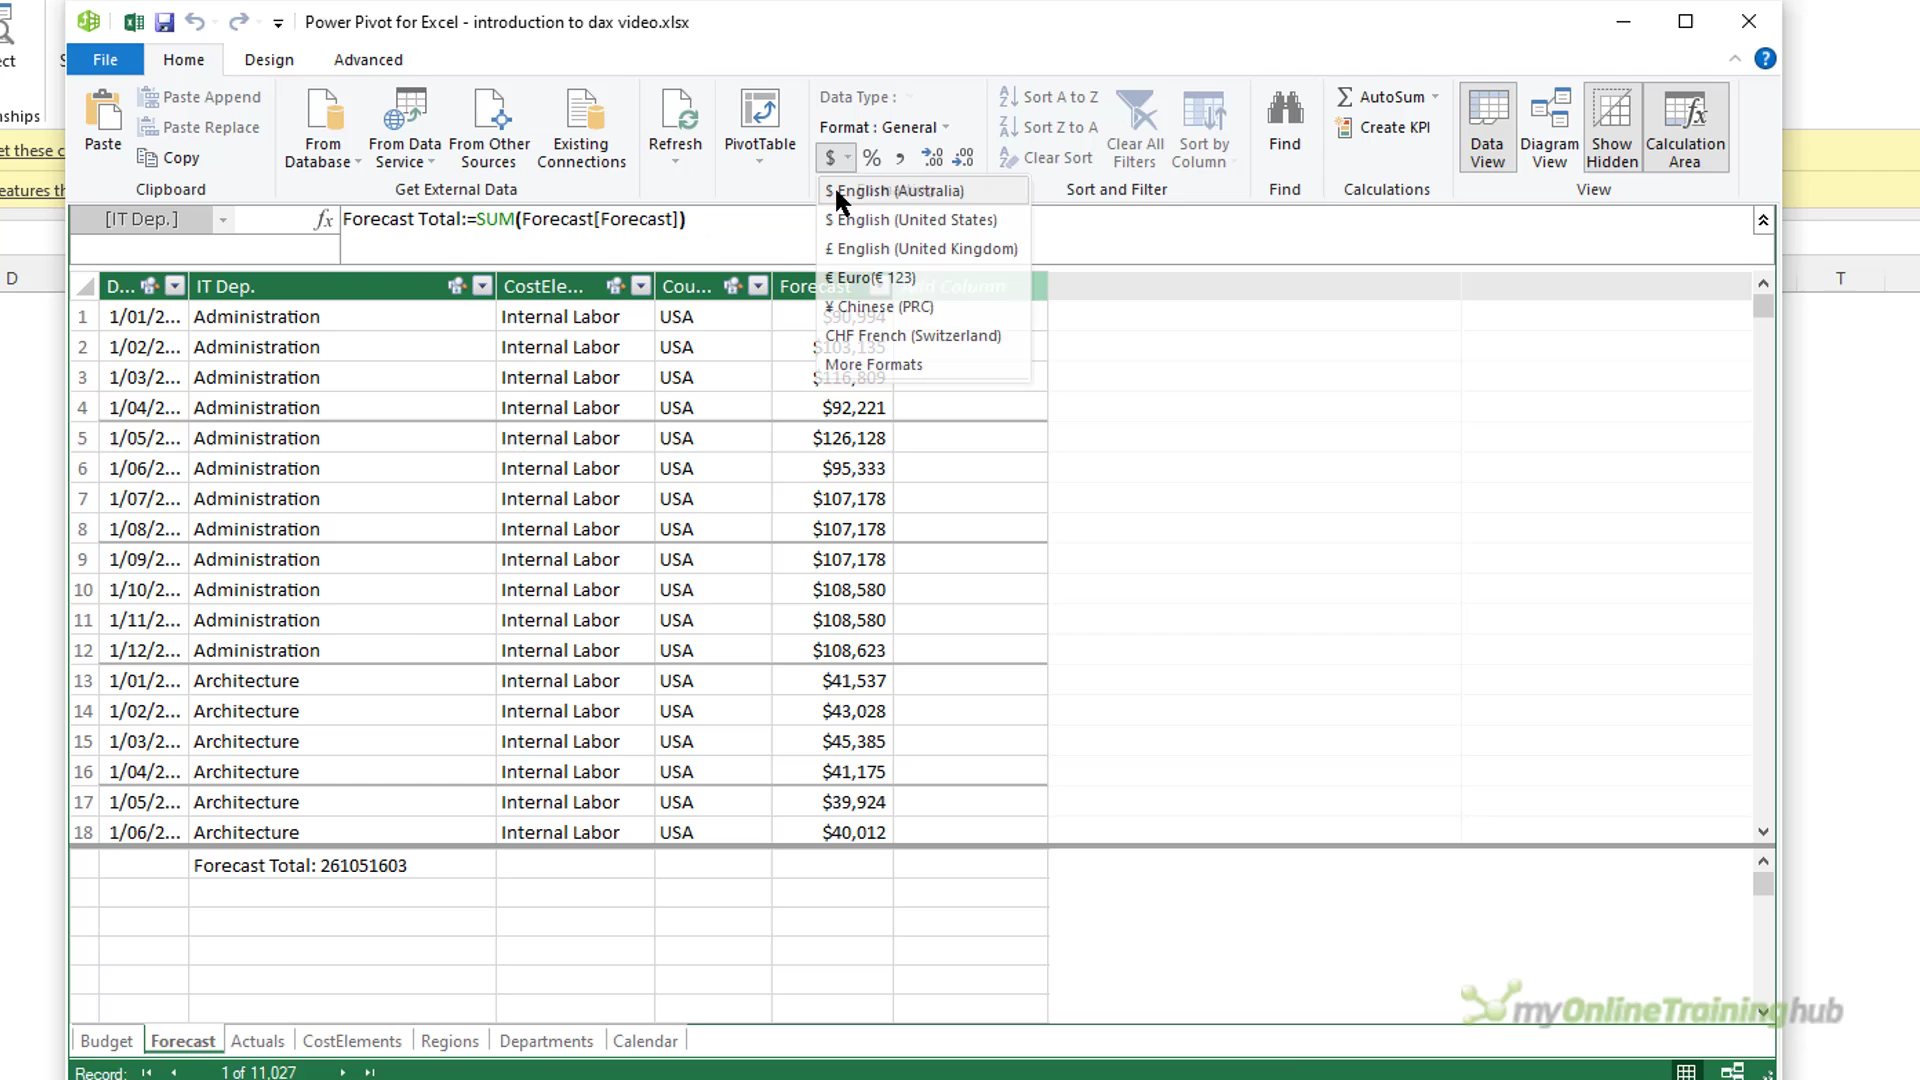 Power Pivot for Excel - introduction to dax video.xlsx
File Home Design Advanced
Paste
Paste Append
Paste Replace
Copy
Clipboard
From Database
From Data Service
From Other Sources
Existing Connections
Get External Data
Refresh
PivotTable
Data Type :
Format : General
$ % ,
Sort A to Z
Sort Z to A
Clear Sort
Clear All Filters
Sort by Column
Sort and Filter
Find
Find
AutoSum
Create KPI
Calculations
Data View
Diagram View
Show Hidden
Calculation Area
View
ct
nships
et these c
eatures th
D
T
[IT Dep.] fx Forecast Total:=SUM(Forecast[Forecast])
$ English (Australia)
$ English (United States)
£ English (United Kingdom)
€ Euro(€ 123)
¥ Chinese (PRC)
CHF French (Switzerland)
More Formats
D... IT Dep. CostEle... Cou... Forecast
1 1/01/2... Administration Internal Labor USA $90,994
2 1/02/2... Administration Internal Labor USA $103,135
3 1/03/2... Administration Internal Labor USA $116,809
4 1/04/2... Administration Internal Labor USA $92,221
5 1/05/2... Administration Internal Labor USA $126,128
6 1/06/2... Administration Internal Labor USA $95,333
7 1/07/2... Administration Internal Labor USA $107,178
8 1/08/2... Administration Internal Labor USA $107,178
9 1/09/2... Administration Internal Labor USA $107,178
10 1/10/2... Administration Internal Labor USA $108,580
11 1/11/2... Administration Internal Labor USA $108,580
12 1/12/2... Administration Internal Labor USA $108,623
13 1/01/2... Architecture Internal Labor USA $41,537
14 1/02/2... Architecture Internal Labor USA $43,028
15 1/03/2... Architecture Internal Labor USA $45,385
16 1/04/2... Architecture Internal Labor USA $41,175
17 1/05/2... Architecture Internal Labor USA $39,924
18 1/06/2... Architecture Internal Labor USA $40,012
Forecast Total: 261051603
myOnlineTraininghub
Budget Forecast Actuals CostElements Regions Departments Calendar
Record: 1 of 11,027